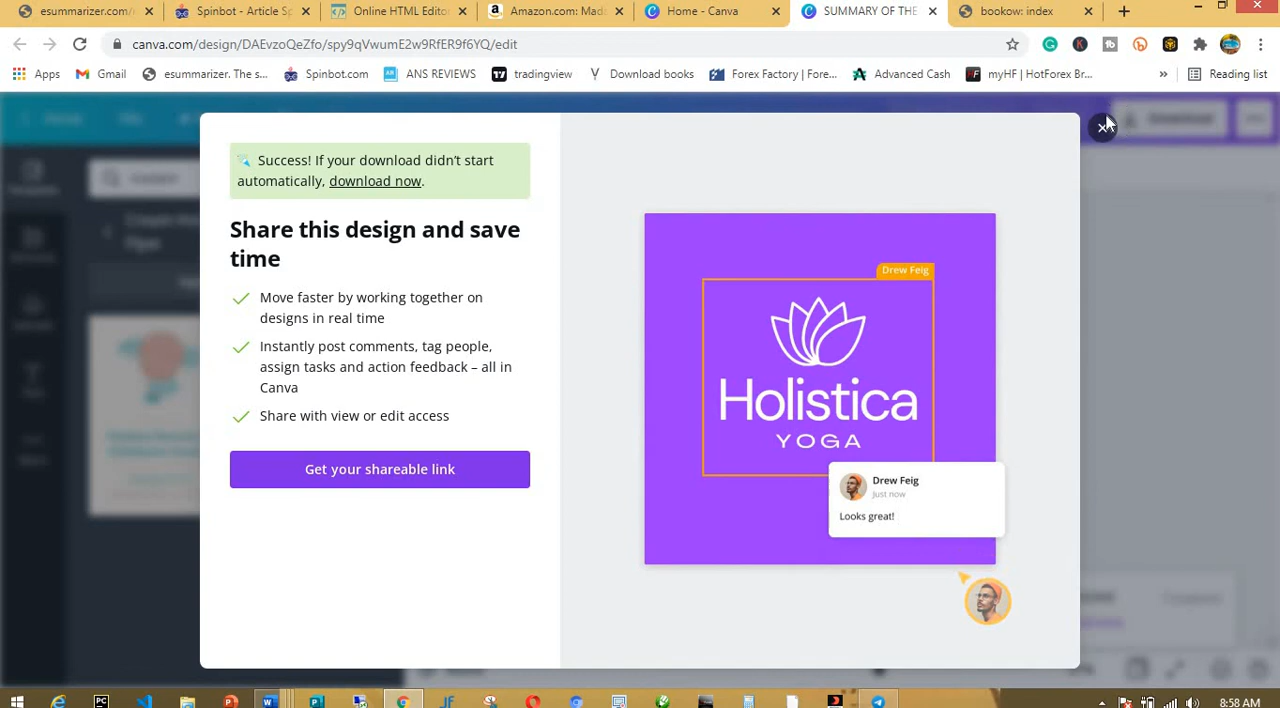 esummarizer.com/
Spinbot - Article Sp
Online HTML Edito
Amazon.com: Mad
Home - Canva
SUMMARY OF THE
bookow: index
canva.com/design/DAEvzoQeZfo/spy9qVwumE2w9RfER9f6YQ/edit
Apps
Gmail
esummarizer. The s...
Spinbot.com
ANS REVIEWS
tradingview
Download books
Forex Factory | Fore...
Advanced Cash
myHF | HotForex Br...
»
Reading list
Home
File
Download
Success! If your download didn't start
automatically, download now.
Share this design and save
time
Move faster by working together on
designs in real time
Instantly post comments, tag people,
assign tasks and action feedback – all in
Canva
Share with view or edit access
Get your shareable link
Drew Feig
Holistica
YOGA
Drew Feig
Just now
Looks great!
8:58 AM